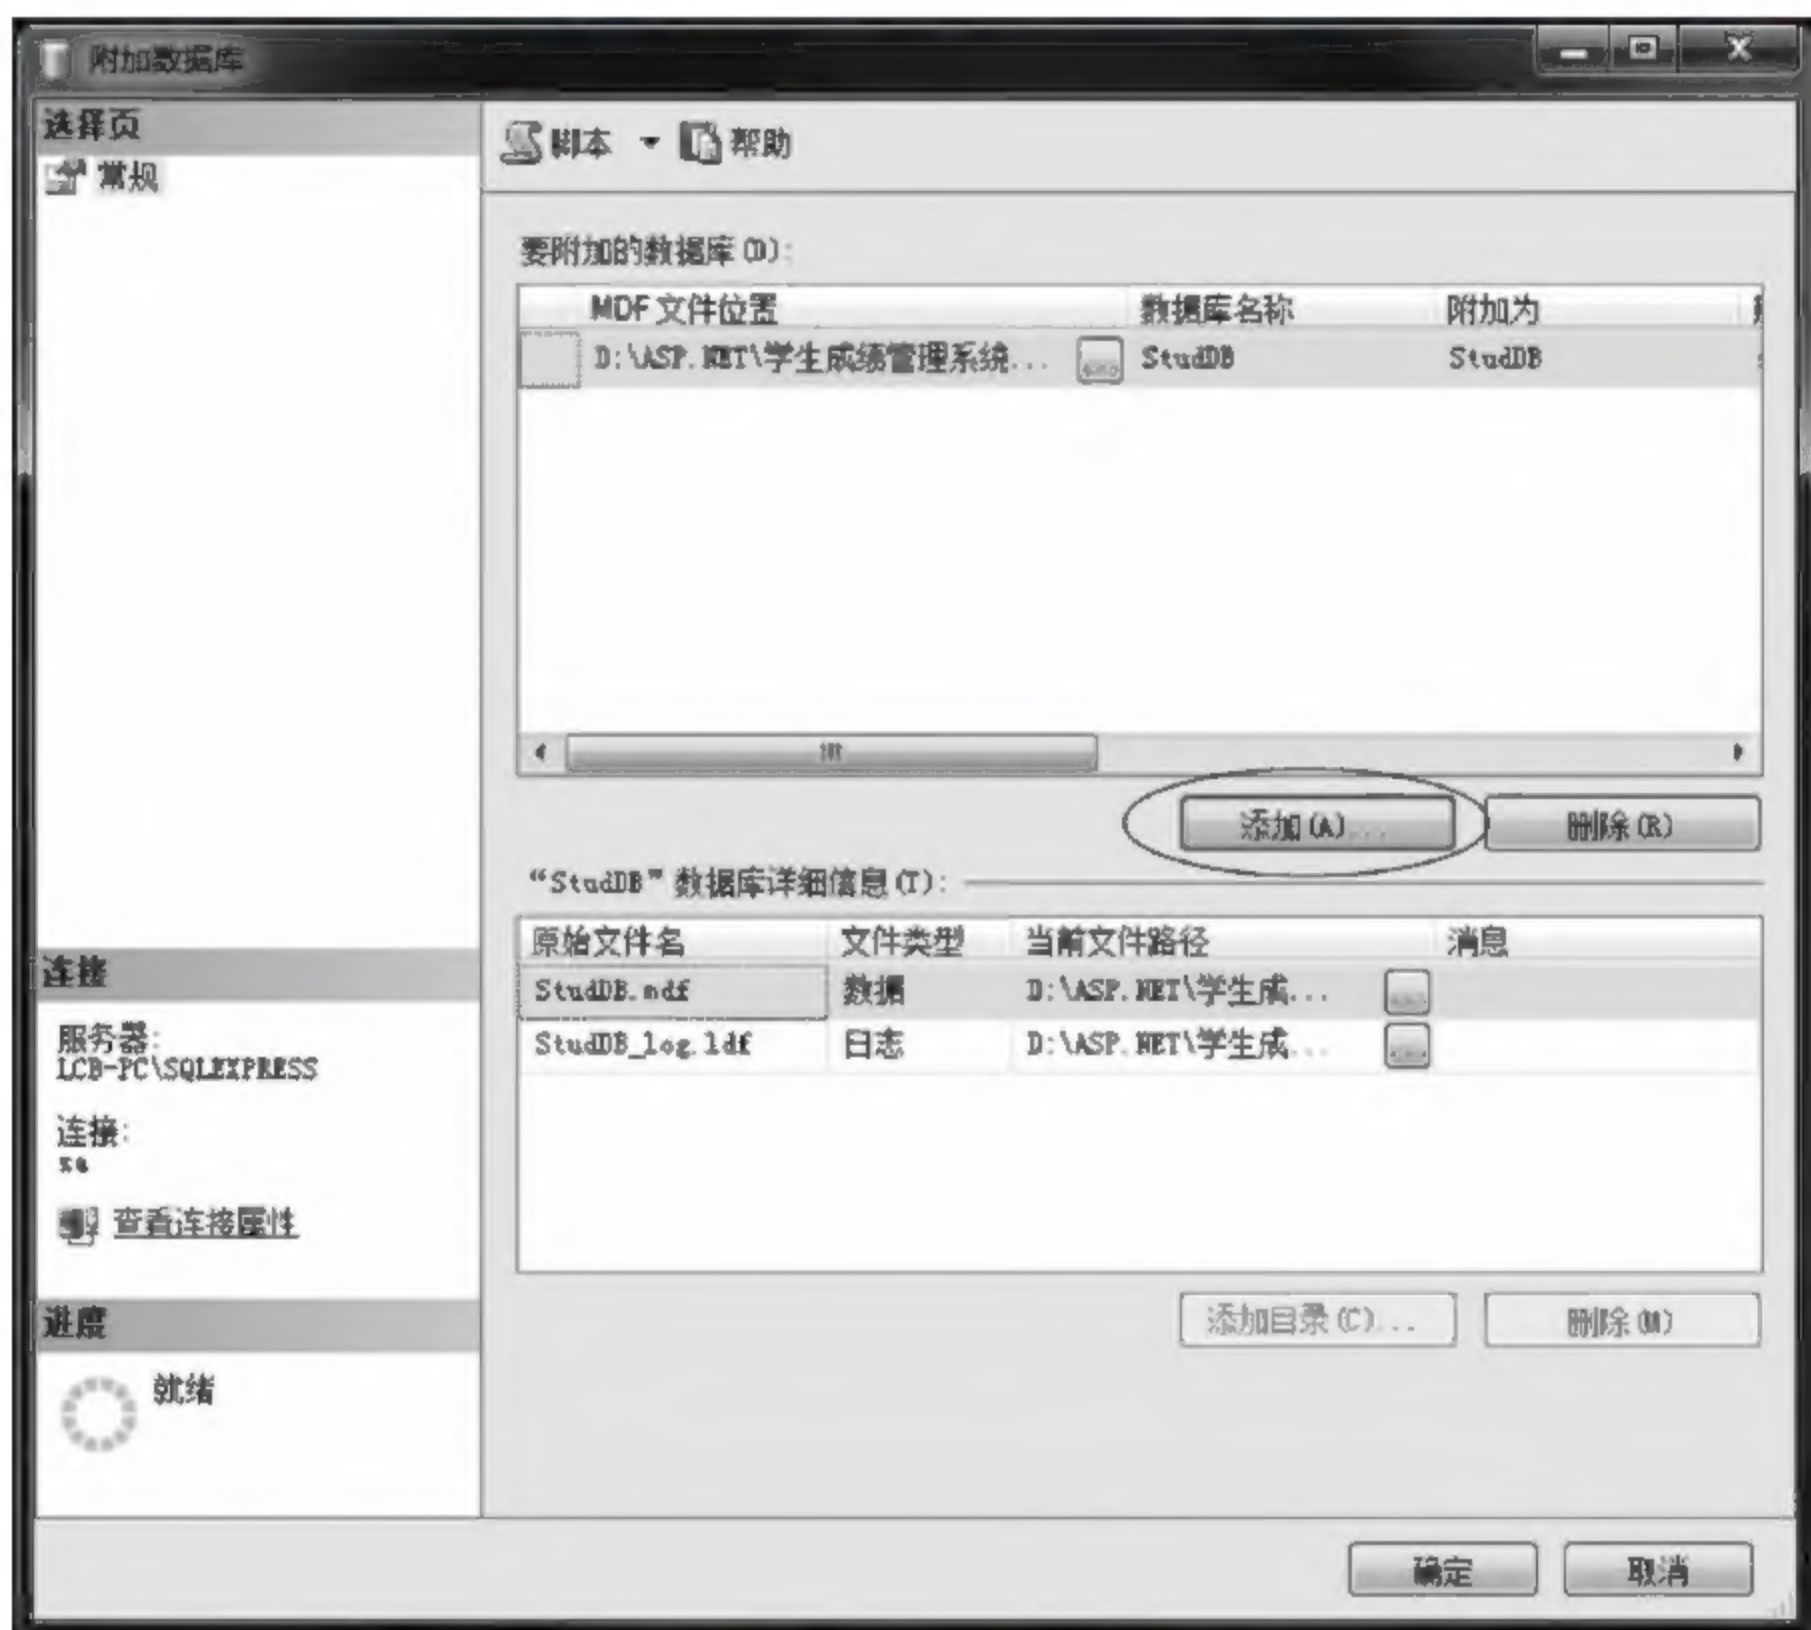 附加数据库
选择页
常规
脚本 帮助
要附加的数据库(D):
MDF 文件位置 数据库名称 附加为
D:\ASP.NET\学生成绩管理系统... StudDB StudDB
添加(A)... 删除(R)
“StudDB”数据库详细信息(T):
原始文件名 文件类型 当前文件路径 消息
StudDB.mdf 数据 D:\ASP.NET\学生成...
StudDB_log.ldf 日志 D:\ASP.NET\学生成...
添加目录(C)... 删除(M)
连接
服务器:
LCB-PC\SQLEXPRESS
连接:
sa
查看连接属性
进度
就绪
确定 取消